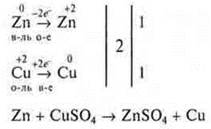 0 −2e⁻ +2
Zn → Zn 1
в-ль о-е
2
+2 +2e⁻ 0
Cu → Cu 1
о-ль в-е
Zn + CuSO₄ → ZnSO₄ + Cu